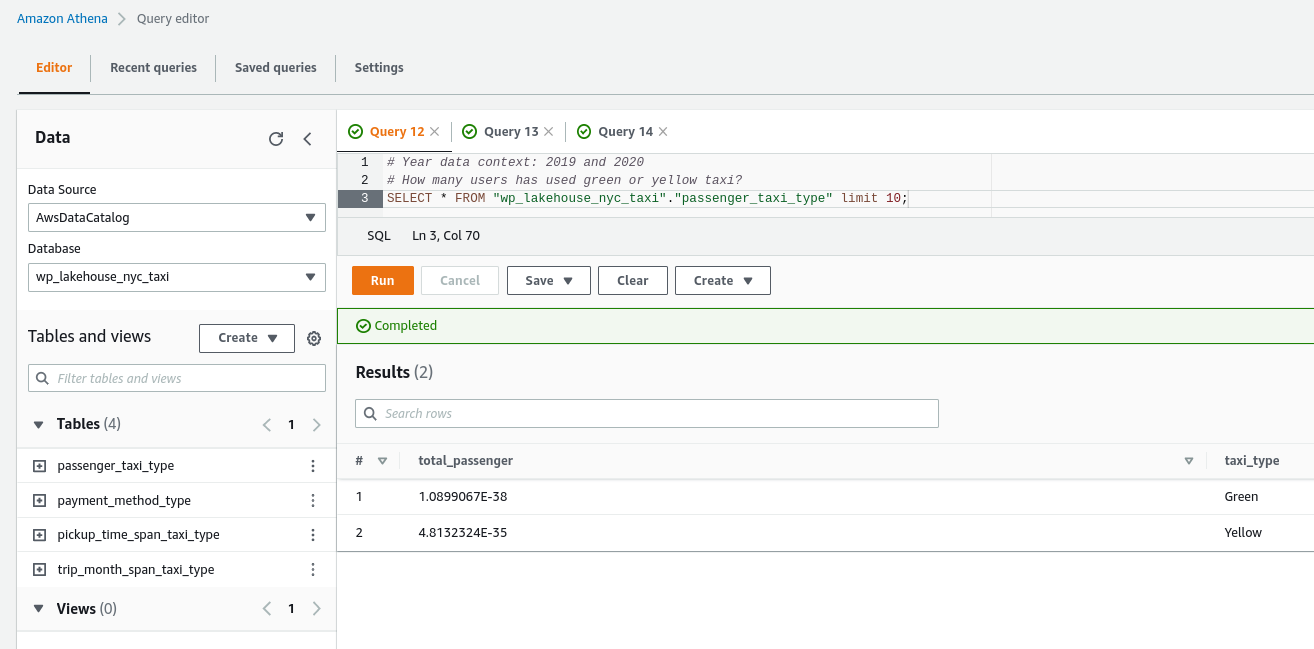 Amazon Athena > Query editor
Editor Recent queries Saved queries Settings
Data
Data Source
AwsDataCatalog
Database
wp_lakehouse_nyc_taxi
Tables and views Create
Filter tables and views
Tables (4) 1
passenger_taxi_type
payment_method_type
pickup_time_span_taxi_type
trip_month_span_taxi_type
Views (0) 1
Query 12 Query 13 Query 14
1 # Year data context: 2019 and 2020
2 # How many users has used green or yellow taxi?
3 SELECT * FROM "wp_lakehouse_nyc_taxi"."passenger_taxi_type" limit 10;
SQL Ln 3, Col 70
Run Cancel Save Clear Create
Completed
Results (2)
Search rows
# total_passenger taxi_type
1 1.0899067E-38 Green
2 4.8132324E-35 Yellow